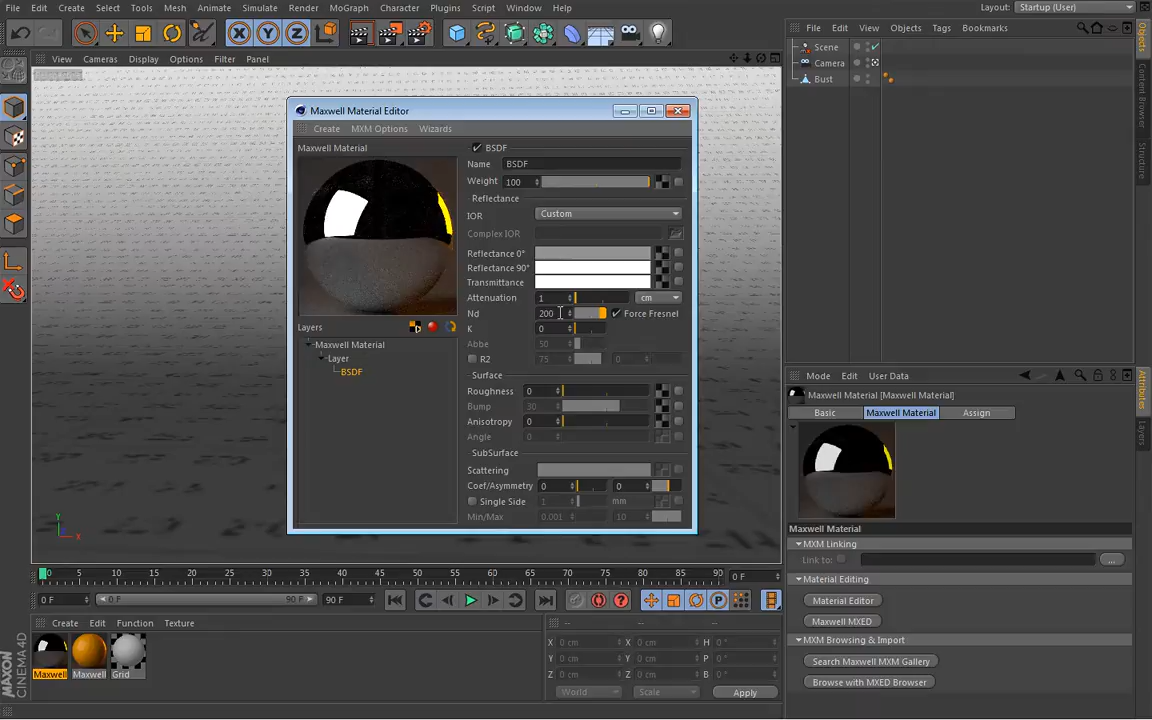 File Edit Create Select Tools Mesh Animate Simulate Render MoGraph Character Plugins Script Window Help Layout: Startup (User)
View Cameras Display Options Filter Panel
File Edit View Objects Tags Bookmarks
Scene
Camera
Bust
Objects
Content Browser
Structure
Maxwell Material Editor
Create MXM Options Wizards
Maxwell Material
Layers
Maxwell Material
Layer
BSDF
BSDF
Name BSDF
Weight 100
Reflectance
IOR Custom
Complex IOR
Reflectance 0°
Reflectance 90°
Transmittance
Attenuation 1 cm
Nd 200 Force Fresnel
K 0
Abbe 50
R2 75 0
Surface
Roughness 0
Bump 30
Anisotropy 0
Angle 0
SubSurface
Scattering
Coef/Asymmetry 0 0
Single Side 1 mm
Min/Max 0.001 10
Y
X
Mode Edit User Data
Maxwell Material [Maxwell Material]
Basic Maxwell Material Assign
Maxwell Material
MXM Linking
Link to: ...
Material Editing
Material Editor
Maxwell MXED
MXM Browsing & Import
Search Maxwell MXM Gallery
Browse with MXED Browser
Attributes
Layers
0 5 10 15 20 25 30 35 40 45 50 55 60 65 70 75 80 85 90 0 F
0 F 0 F 90 F 90 F
Create Edit Function Texture
Maxwell Maxwell Grid
-- -- --
X 0 cm X 0 cm H 0 °
Y 0 cm Y 0 cm P 0 °
Z 0 cm Z 0 cm B 0 °
World Scale Apply
MAXON
CINEMA 4D